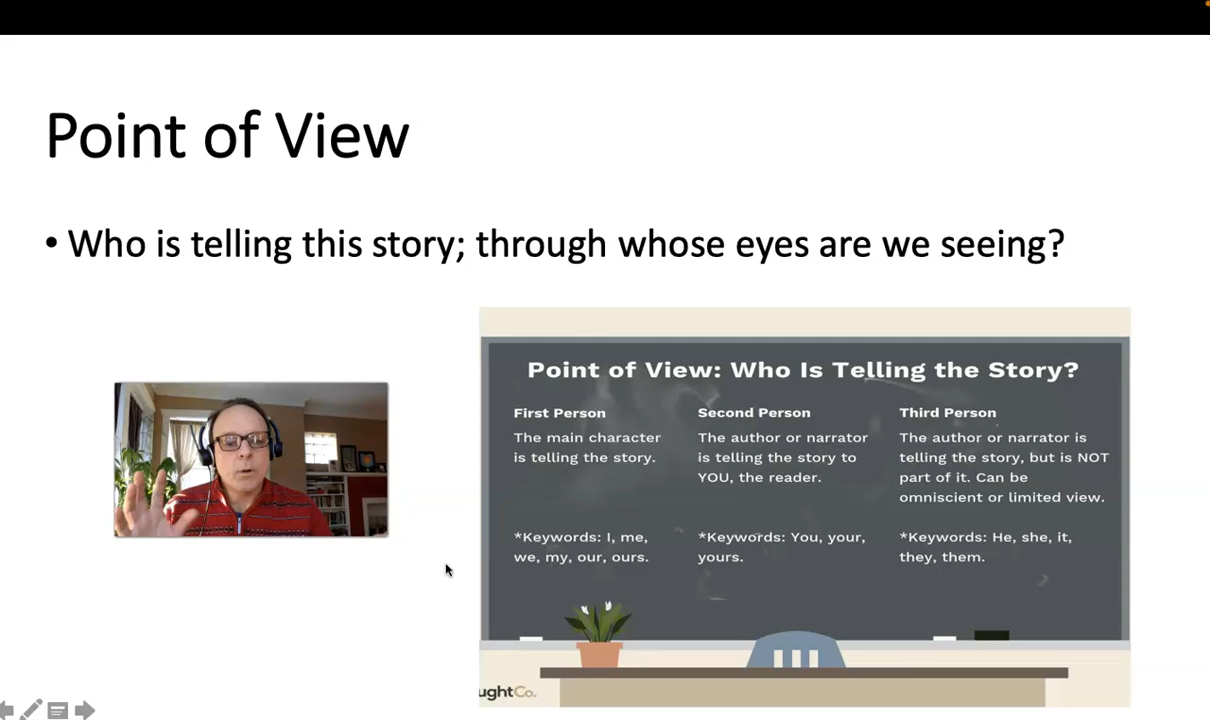 Point of View
• Who is telling this story; through whose eyes are we seeing?
Point of View: Who Is Telling the Story?
First Person
The main character
is telling the story.
*Keywords: I, me,
we, my, our, ours.
Second Person
The author or narrator
is telling the story to
YOU, the reader.
*Keywords: You, your,
yours.
Third Person
The author or narrator is
telling the story, but is NOT
part of it. Can be
omniscient or limited view.
*Keywords: He, she, it,
they, them.
ughtCo.